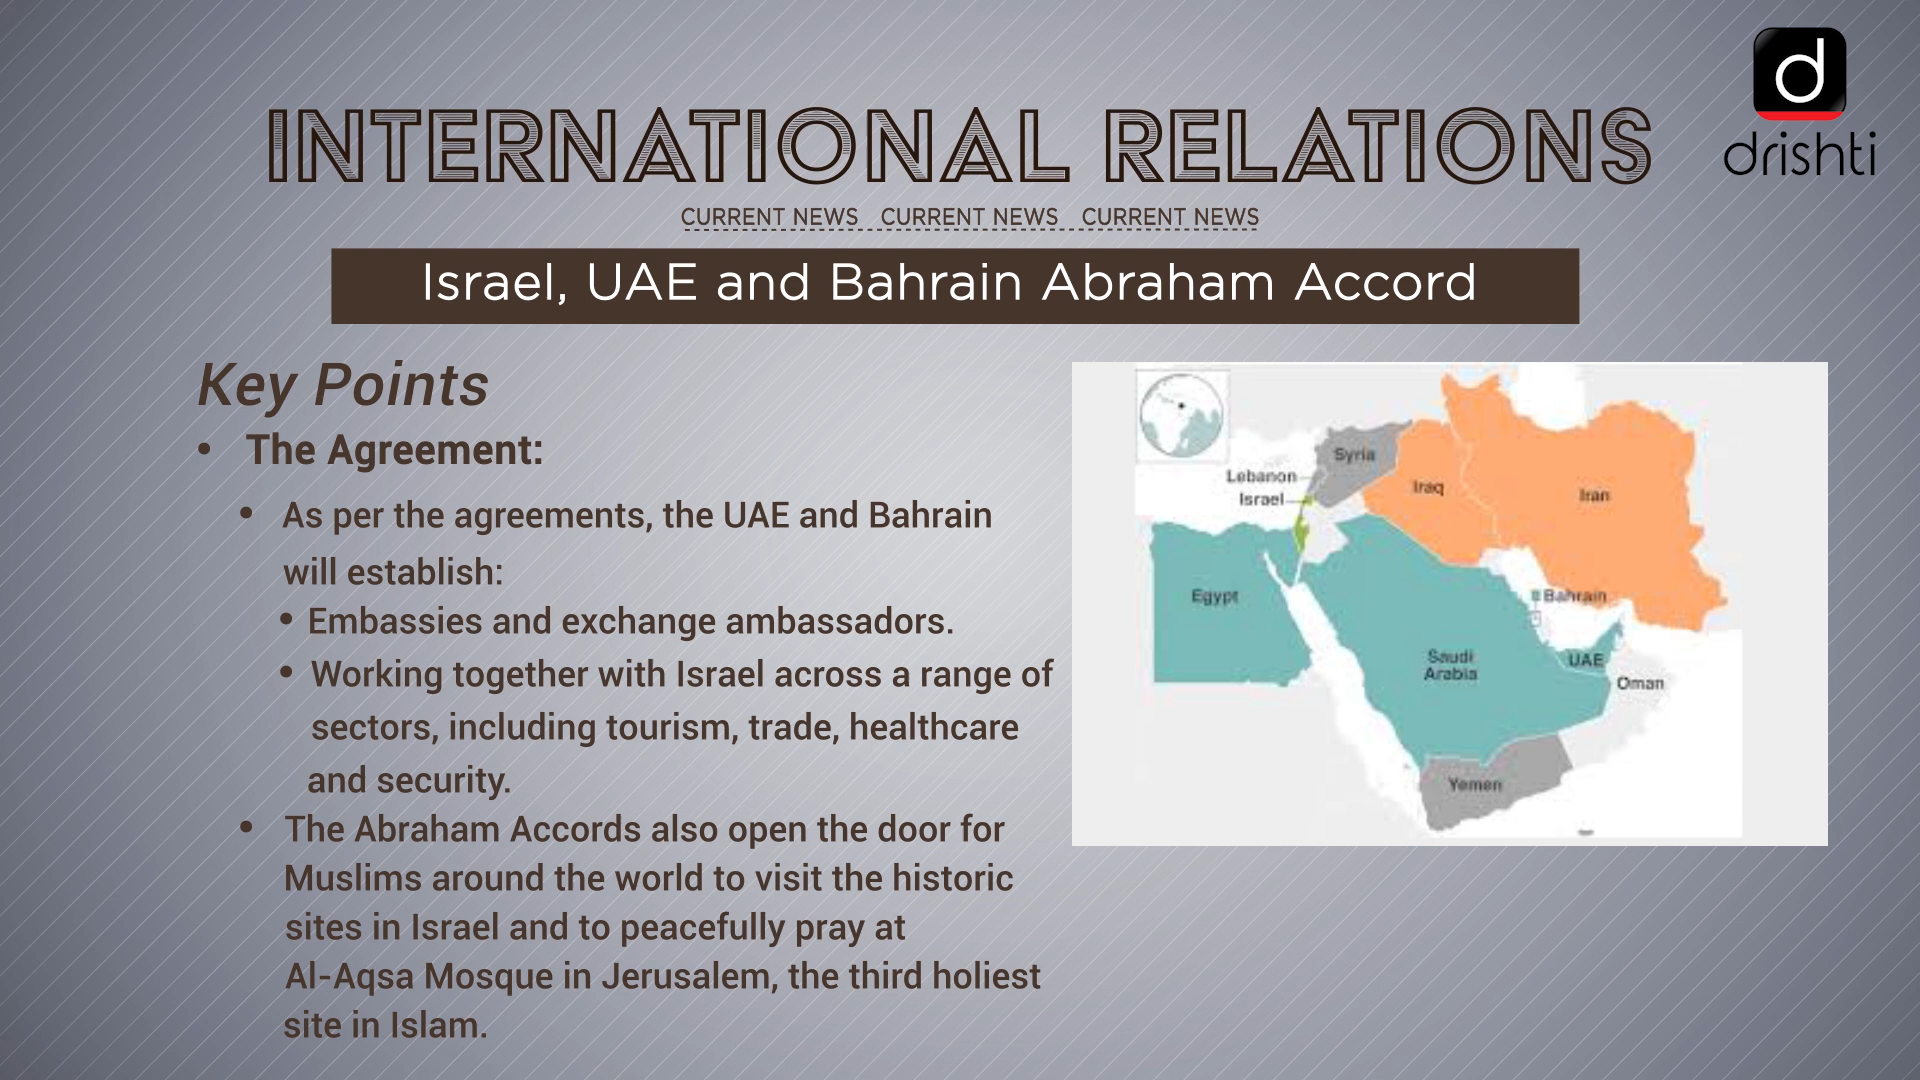 d
drishti
INTERNATIONAL RELATIONS
CURRENT NEWS CURRENT NEWS CURRENT NEWS
Israel, UAE and Bahrain Abraham Accord
Key Points
• The Agreement:
• As per the agreements, the UAE and Bahrain
will establish:
• Embassies and exchange ambassadors.
• Working together with Israel across a range of
sectors, including tourism, trade, healthcare
and security.
• The Abraham Accords also open the door for
Muslims around the world to visit the historic
sites in Israel and to peacefully pray at
Al-Aqsa Mosque in Jerusalem, the third holiest
site in Islam.
Syria
Lebanon
Israel
Iraq
Iran
Egypt
Bahrain
Saudi
Arabia
UAE
Oman
Yemen